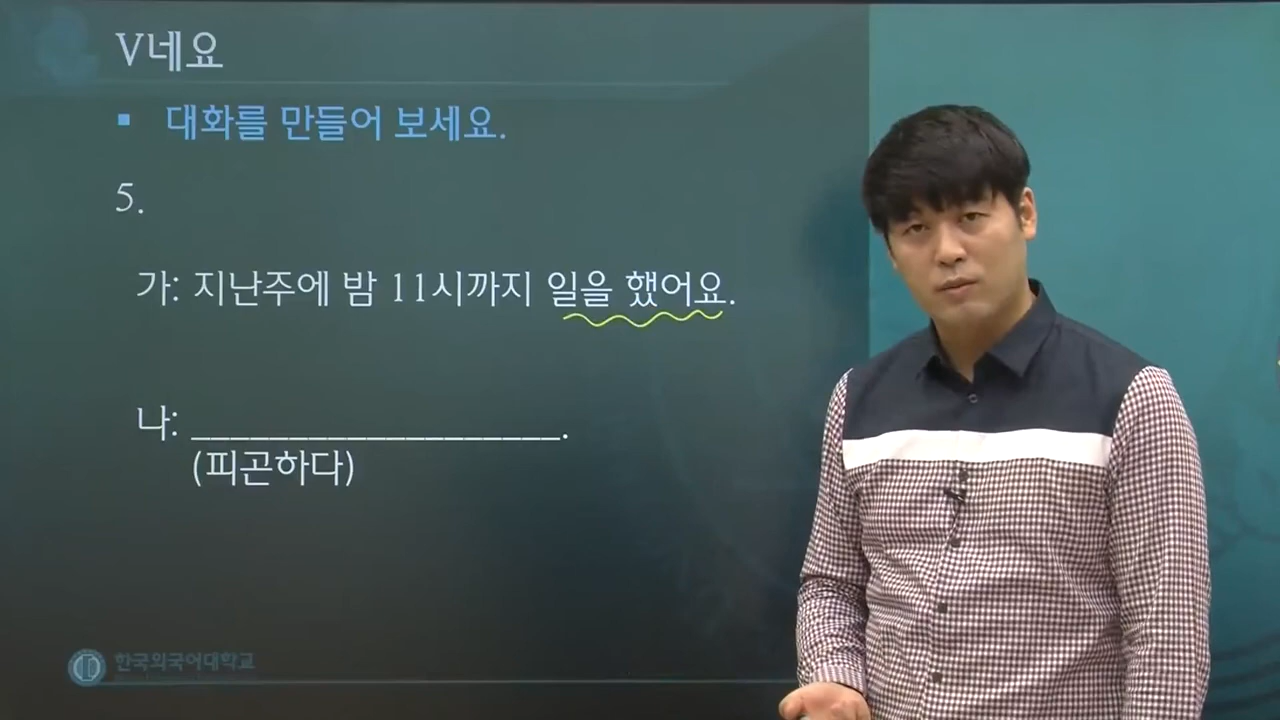 V네요
▪ 대화를 만들어 보세요.
5.
가: 지난주에 밤 11시까지 일을 했어요.
나: ___________________.
(피곤하다)
한국외국어대학교